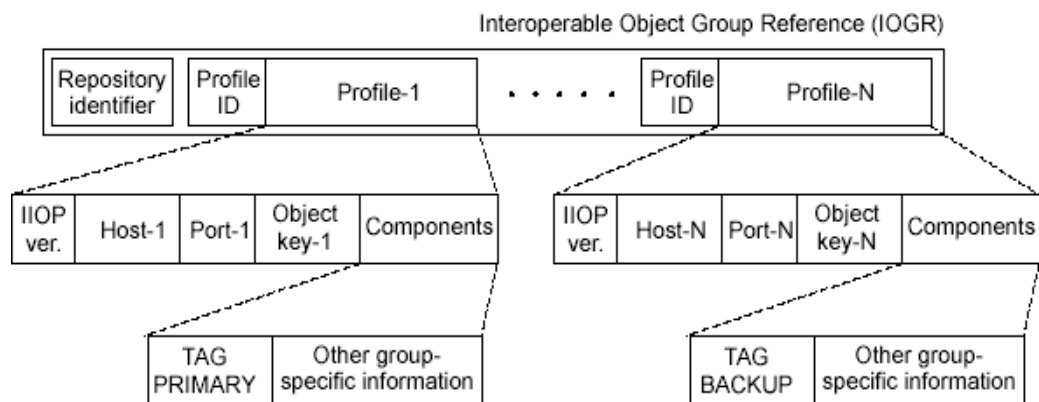 Interoperable Object Group Reference (IOGR)
Repository
identifier
Profile
ID
Profile-1
. . . . .
Profile
ID
Profile-N
IIOP
ver.
Host-1
Port-1
Object
key-1
Components
IIOP
ver.
Host-N
Port-N
Object
key-N
Components
TAG
PRIMARY
Other group-
specific information
TAG
BACKUP
Other group-
specific information